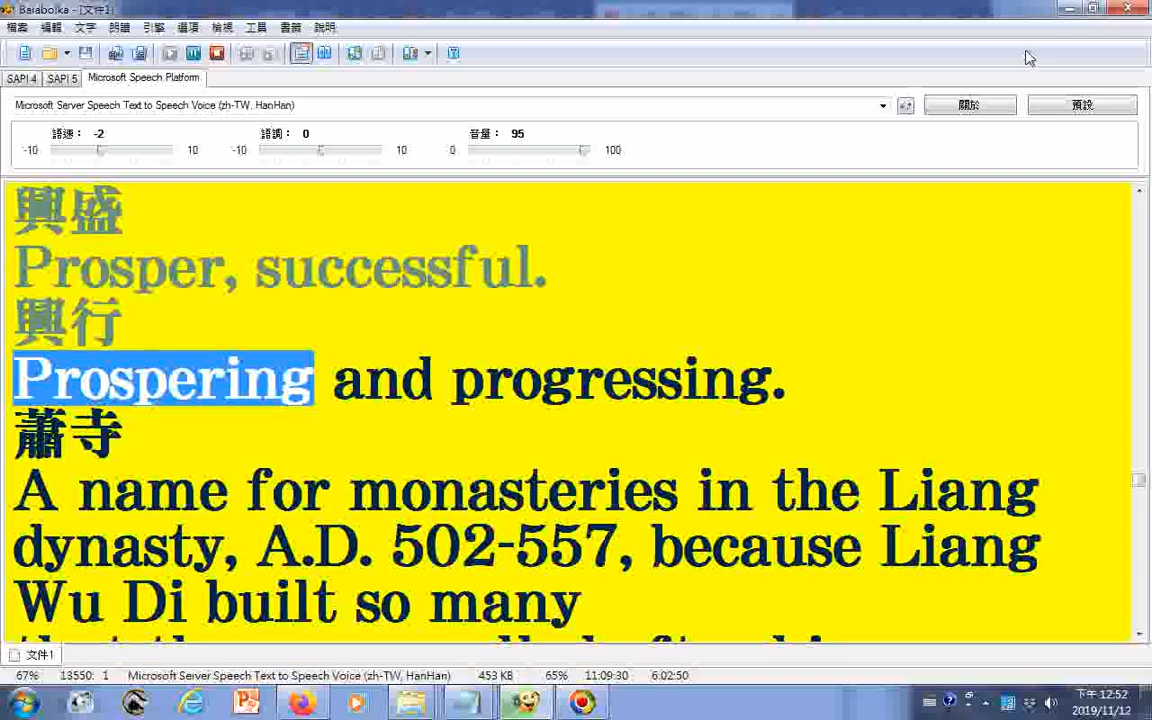 Balabolka - [文件1]
檔案 編輯 文字 朗讀 引擎 選項 檢視 工具 書籤 說明
SAPI 4 SAPI 5 Microsoft Speech Platform
Microsoft Server Speech Text to Speech Voice (zh-TW, HanHan) 關於 預設
語速： -2 語調： 0 音量： 95
-10 10 -10 10 0 100
興盛
Prosper, successful.
興行
Prospering and progressing.
蕭寺
A name for monasteries in the Liang
dynasty, A.D. 502-557, because Liang
Wu Di built so many
文件1
67% 13550: 1 Microsoft Server Speech Text to Speech Voice (zh-TW, HanHan) 453 KB 65% 11:09:30 6:02:50
下午 12:52
2019/11/12